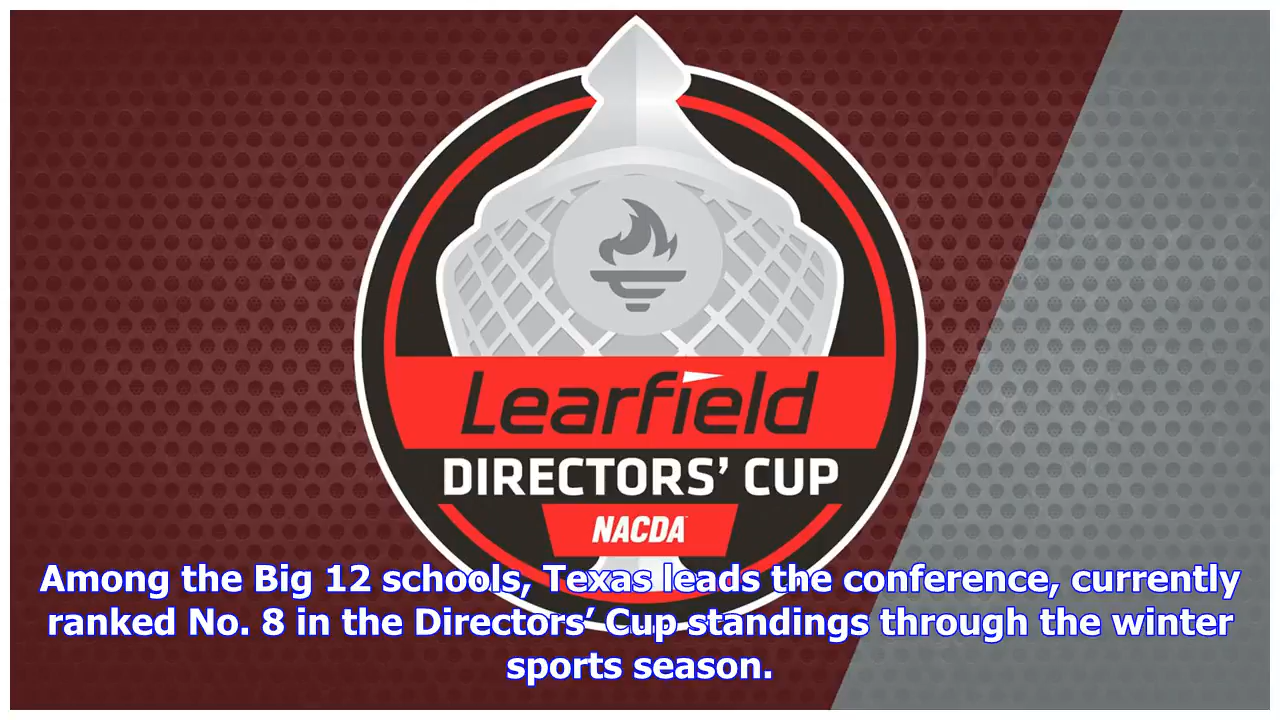 Learfield
DIRECTORS’ CUP
NACDA
Among the Big 12 schools, Texas leads the conference, currently
ranked No. 8 in the Directors’ Cup standings through the winter
sports season.